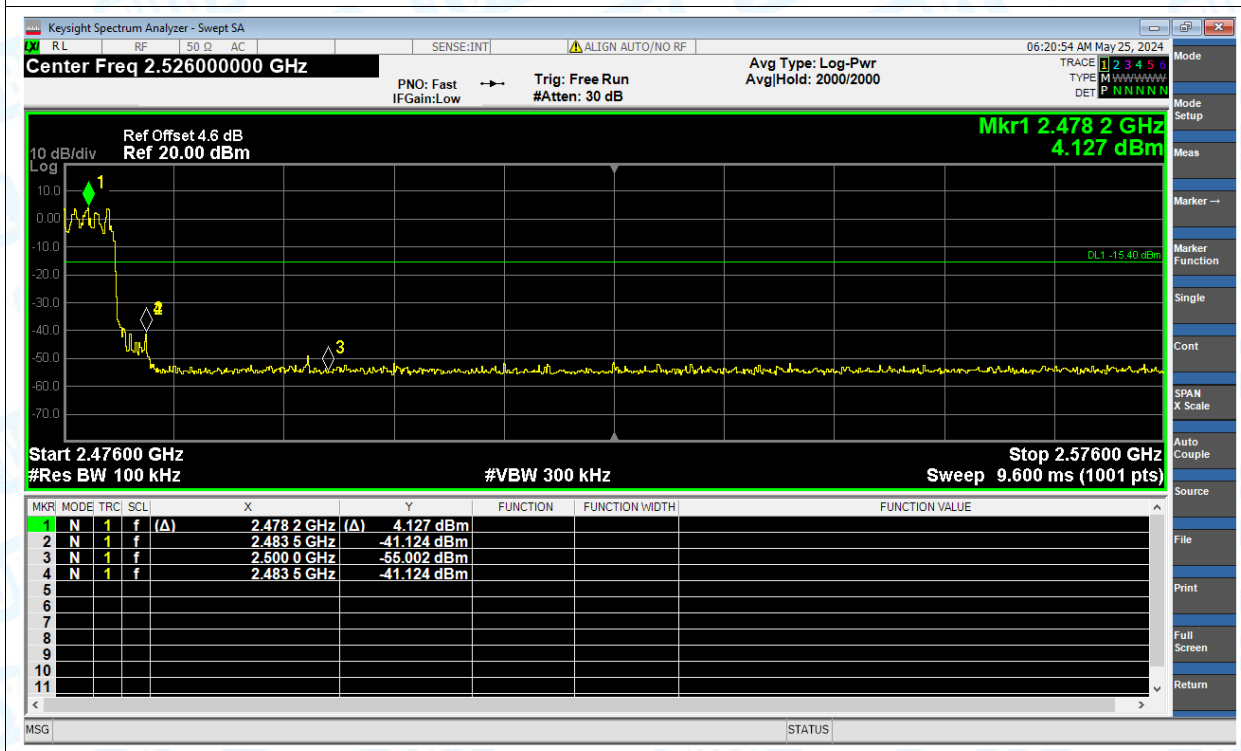 Keysight Spectrum Analyzer - Swept SA
LXI RL RF 50 Ω AC SENSE:INT ALIGN AUTO/NO RF 06:20:54 AM May 25, 2024
Center Freq 2.526000000 GHz
PNO: Fast
IFGain:Low
Trig: Free Run
#Atten: 30 dB
Avg Type: Log-Pwr
Avg|Hold: 2000/2000
TRACE 1 2 3 4 5 6
TYPE M WWWWW
DET P N N N N N
Ref Offset 4.6 dB
10 dB/div Ref 20.00 dBm
Log
Mkr1 2.478 2 GHz
4.127 dBm
10.0
0.00
-10.0
-20.0
-30.0
-40.0
-50.0
-60.0
-70.0
1
3
DL1 -15.40 dBm
Start 2.47600 GHz Stop 2.57600 GHz
#Res BW 100 kHz #VBW 300 kHz Sweep 9.600 ms (1001 pts)
MKR MODE TRC SCL X Y FUNCTION FUNCTION WIDTH FUNCTION VALUE
1 N 1 f (Δ) 2.478 2 GHz (Δ) 4.127 dBm
2 N 1 f 2.483 5 GHz -41.124 dBm
3 N 1 f 2.500 0 GHz -55.002 dBm
4 N 1 f 2.483 5 GHz -41.124 dBm
5
6
7
8
9
10
11
MSG STATUS
Mode
Mode
Setup
Meas
Marker →
Marker
Function
Single
Cont
SPAN
X Scale
Auto
Couple
Source
File
Print
Full
Screen
Return